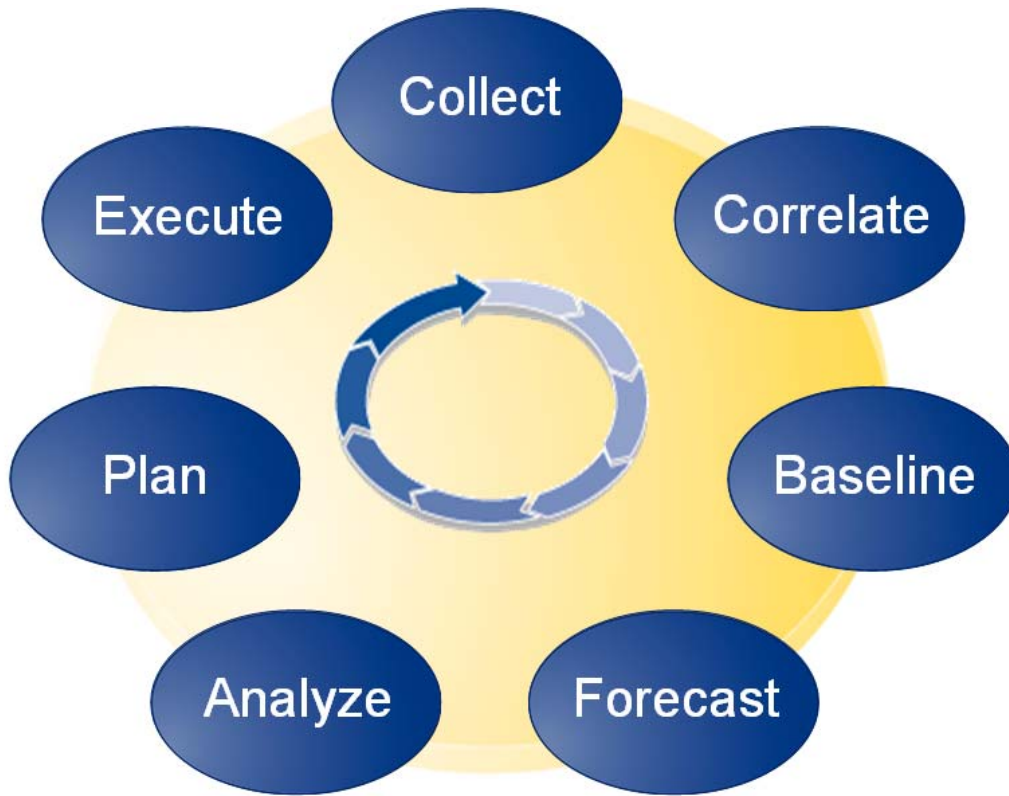 Collect
Correlate
Baseline
Forecast
Analyze
Plan
Execute